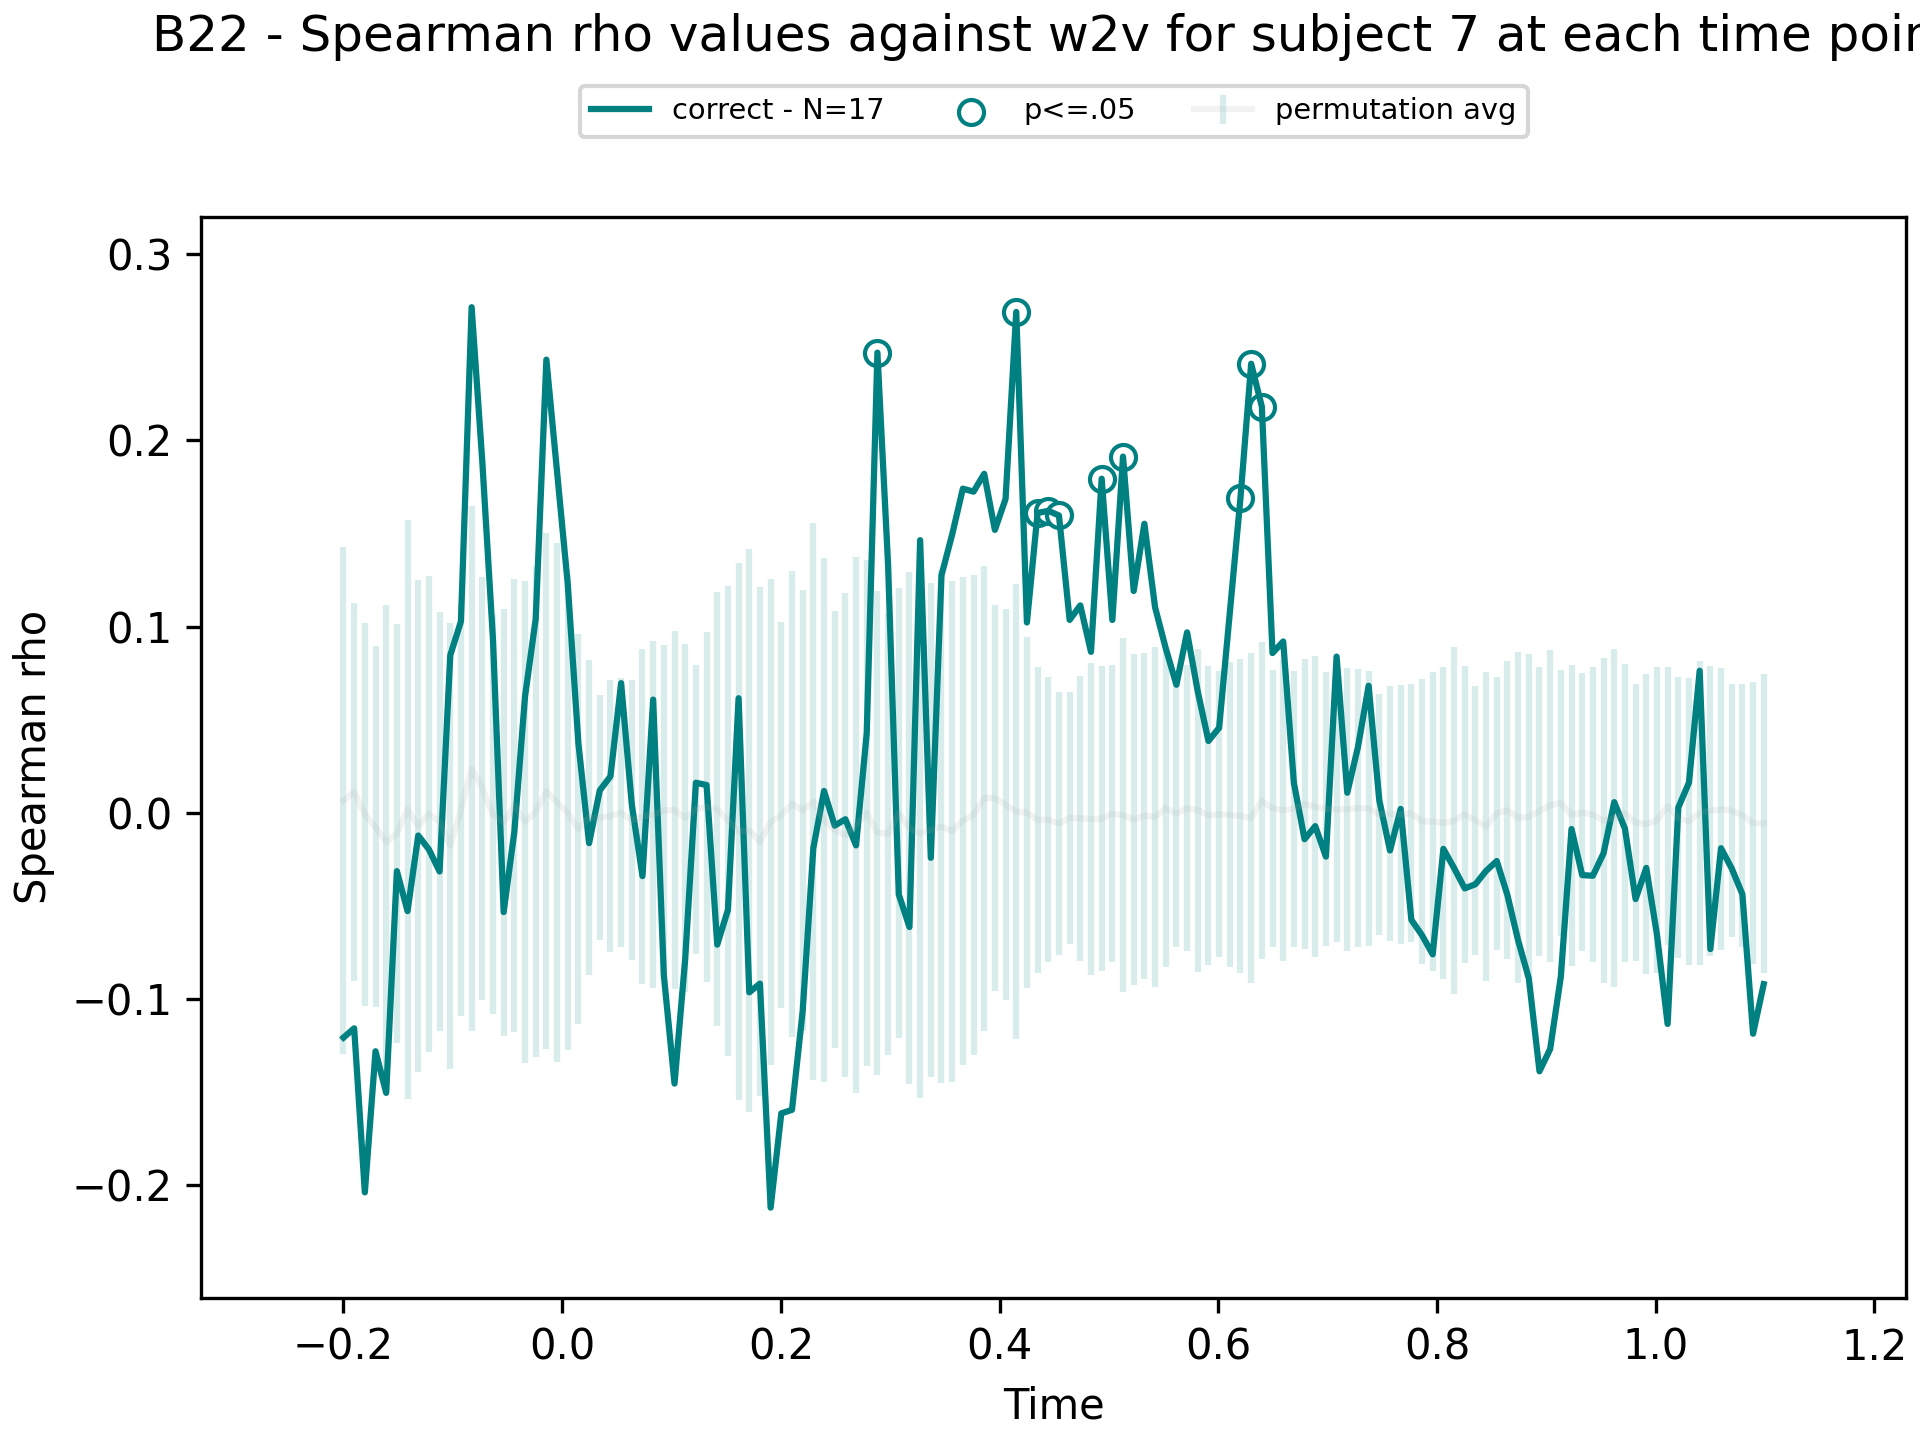 B22 - Spearman rho values against w2v for subject 7 at each time poin
correct - N=17 p<=.05 permutation avg
0.3
0.2
0.1
0.0
−0.1
−0.2
Spearman rho
−0.2 0.0 0.2 0.4 0.6 0.8 1.0 1.2
Time